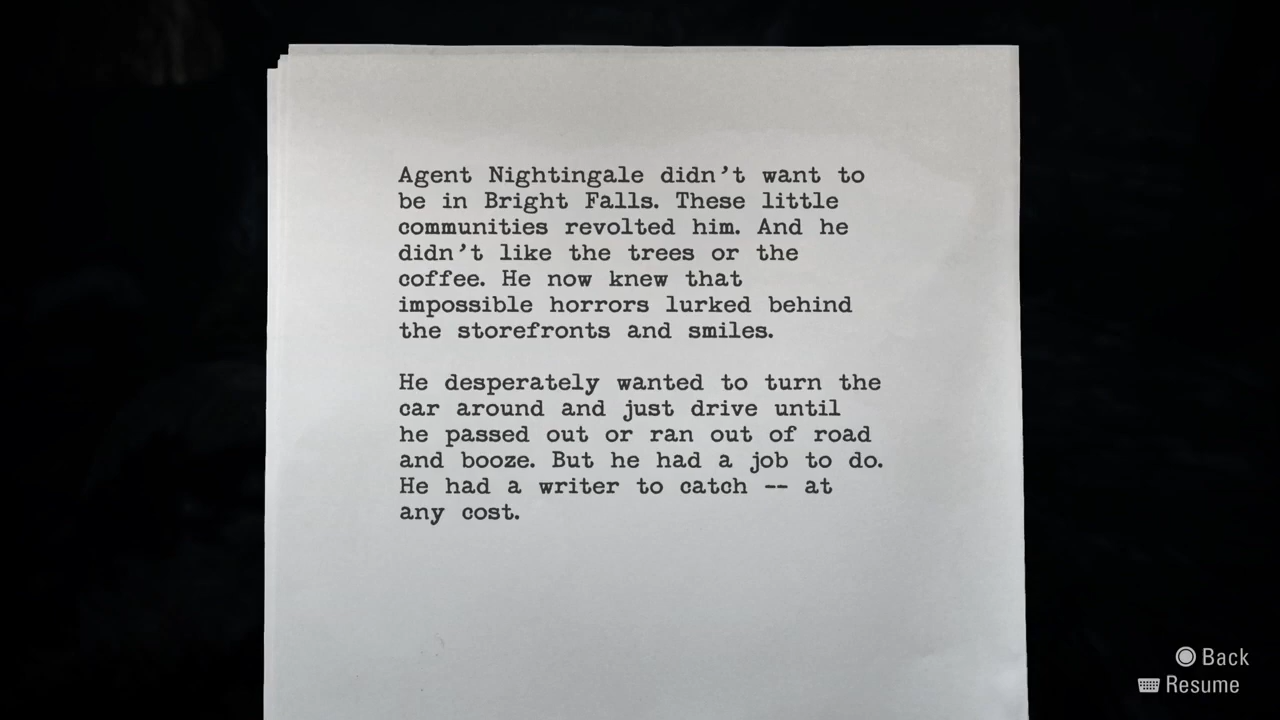 Agent Nightingale didn't want to
be in Bright Falls. These little
communities revolted him. And he
didn't like the trees or the
coffee. He now knew that
impossible horrors lurked behind
the storefronts and smiles.
He desperately wanted to turn the
car around and just drive until
he passed out or ran out of road
and booze. But he had a job to do.
He had a writer to catch -- at
any cost.
Back
Resume